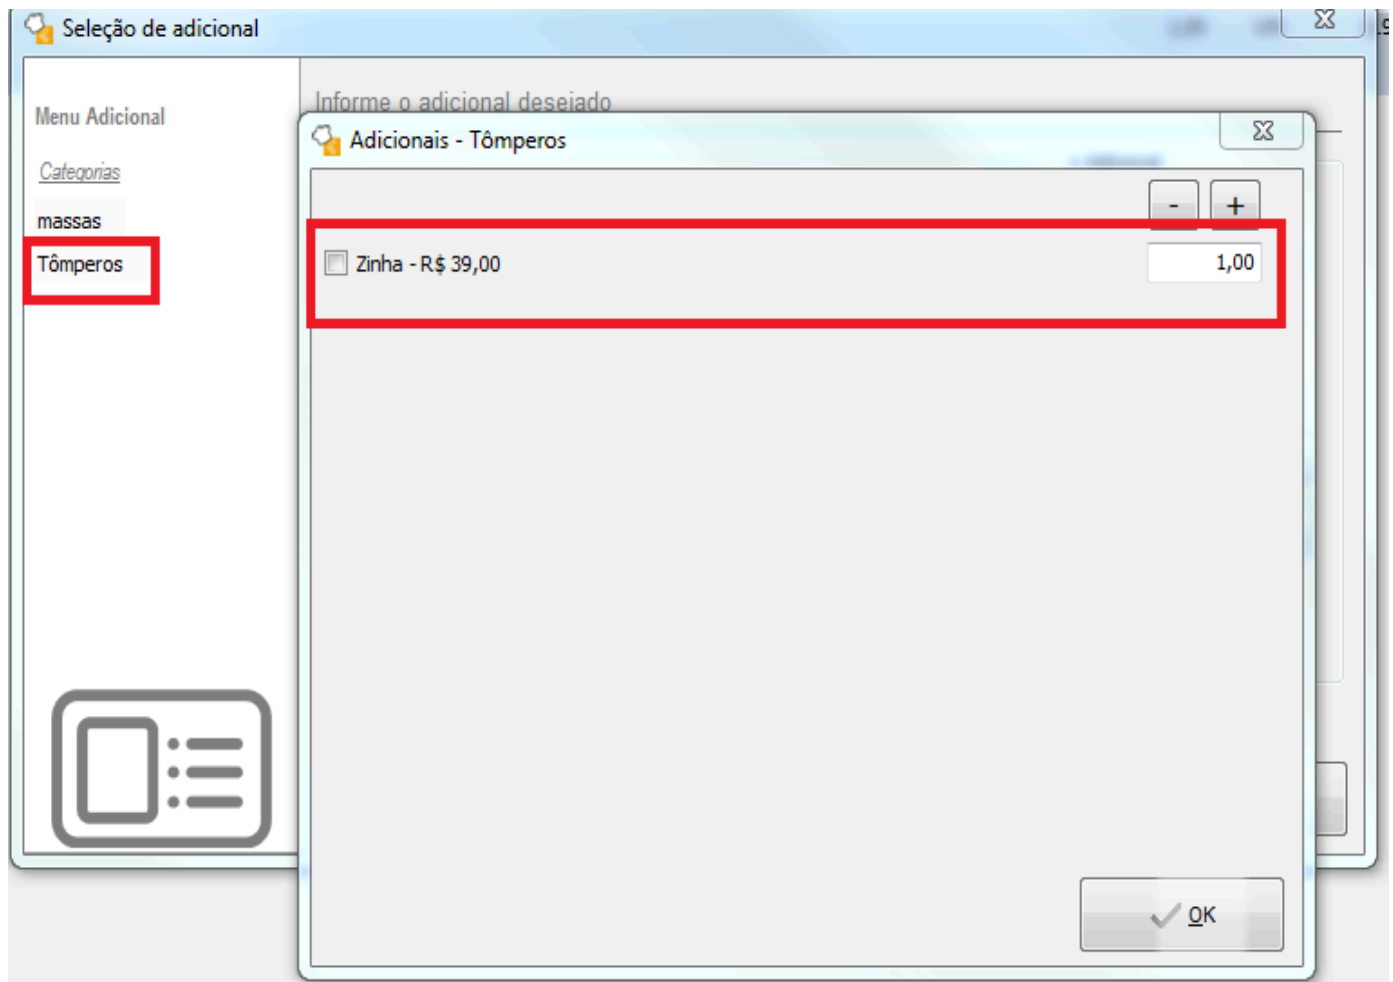 Seleção de adicional
Menu Adicional
Informe o adicional desejado
Categorias
massas
Tômperos
Adicionais - Tômperos
- +
Zinha - R$ 39,00 1,00
OK